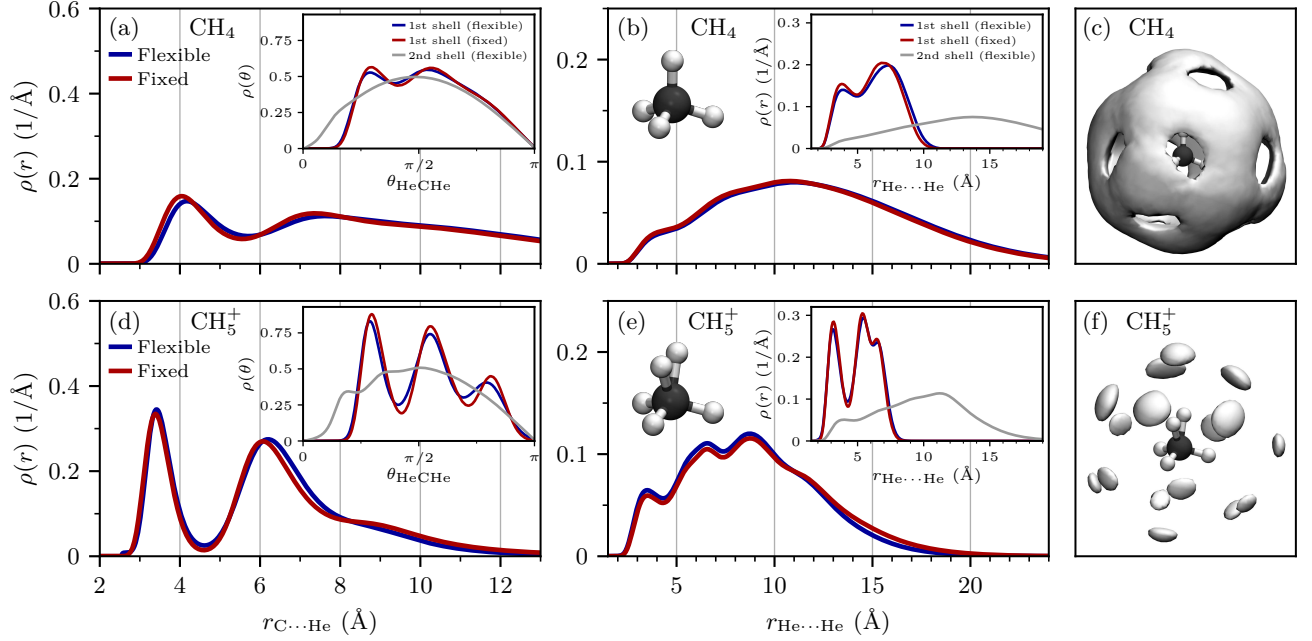 (a) CH₄
Flexible
Fixed
ρ(r) (1/Å)
0.6
0.4
0.2
0
ρ(θ)
0.75
0.5
0.25
0
0 π/2 π
θHeCHe
1st shell (flexible)
1st shell (fixed)
2nd shell (flexible)
(b) CH₄
0.2
0.1
0
ρ(r) (1/Å)
0.3
0.2
0.1
0
5 10 15
rHe···He (Å)
1st shell (flexible)
1st shell (fixed)
2nd shell (flexible)
(c) CH₄
(d) CH₅⁺
Flexible
Fixed
ρ(r) (1/Å)
0.6
0.4
0.2
0
2 4 6 8 10 12
rC···He (Å)
ρ(θ)
0.75
0.5
0.25
0
0 π/2 π
θHeCHe
(e) CH₅⁺
0.2
0.1
0
5 10 15 20
rHe···He (Å)
ρ(r) (1/Å)
0.3
0.2
0.1
0
5 10 15
rHe···He (Å)
(f) CH₅⁺